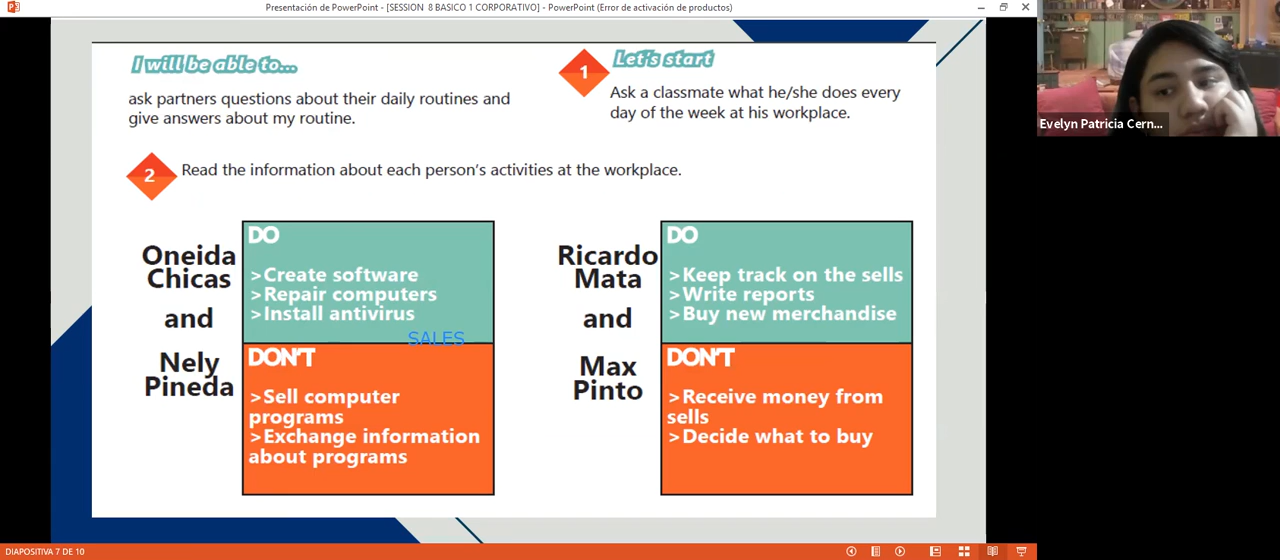 Presentación de PowerPoint - [SESSION  8 BASICO 1 CORPORATIVO] - PowerPoint (Error de activación de productos)
I will be able to...
ask partners questions about their daily routines and
give answers about my routine.
1
Let's start
Ask a classmate what he/she does every
day of the week at his workplace.
Evelyn Patricia Cern...
2
Read the information about each person's activities at the workplace.
Oneida
Chicas
and
Nely
Pineda
DO
>Create software
>Repair computers
>Install antivirus
SALES
DON'T
>Sell computer
programs
>Exchange information
about programs
Ricardo
Mata
and
Max
Pinto
DO
>Keep track on the sells
>Write reports
>Buy new merchandise
DON'T
>Receive money from
sells
>Decide what to buy
DIAPOSITIVA 7 DE 10